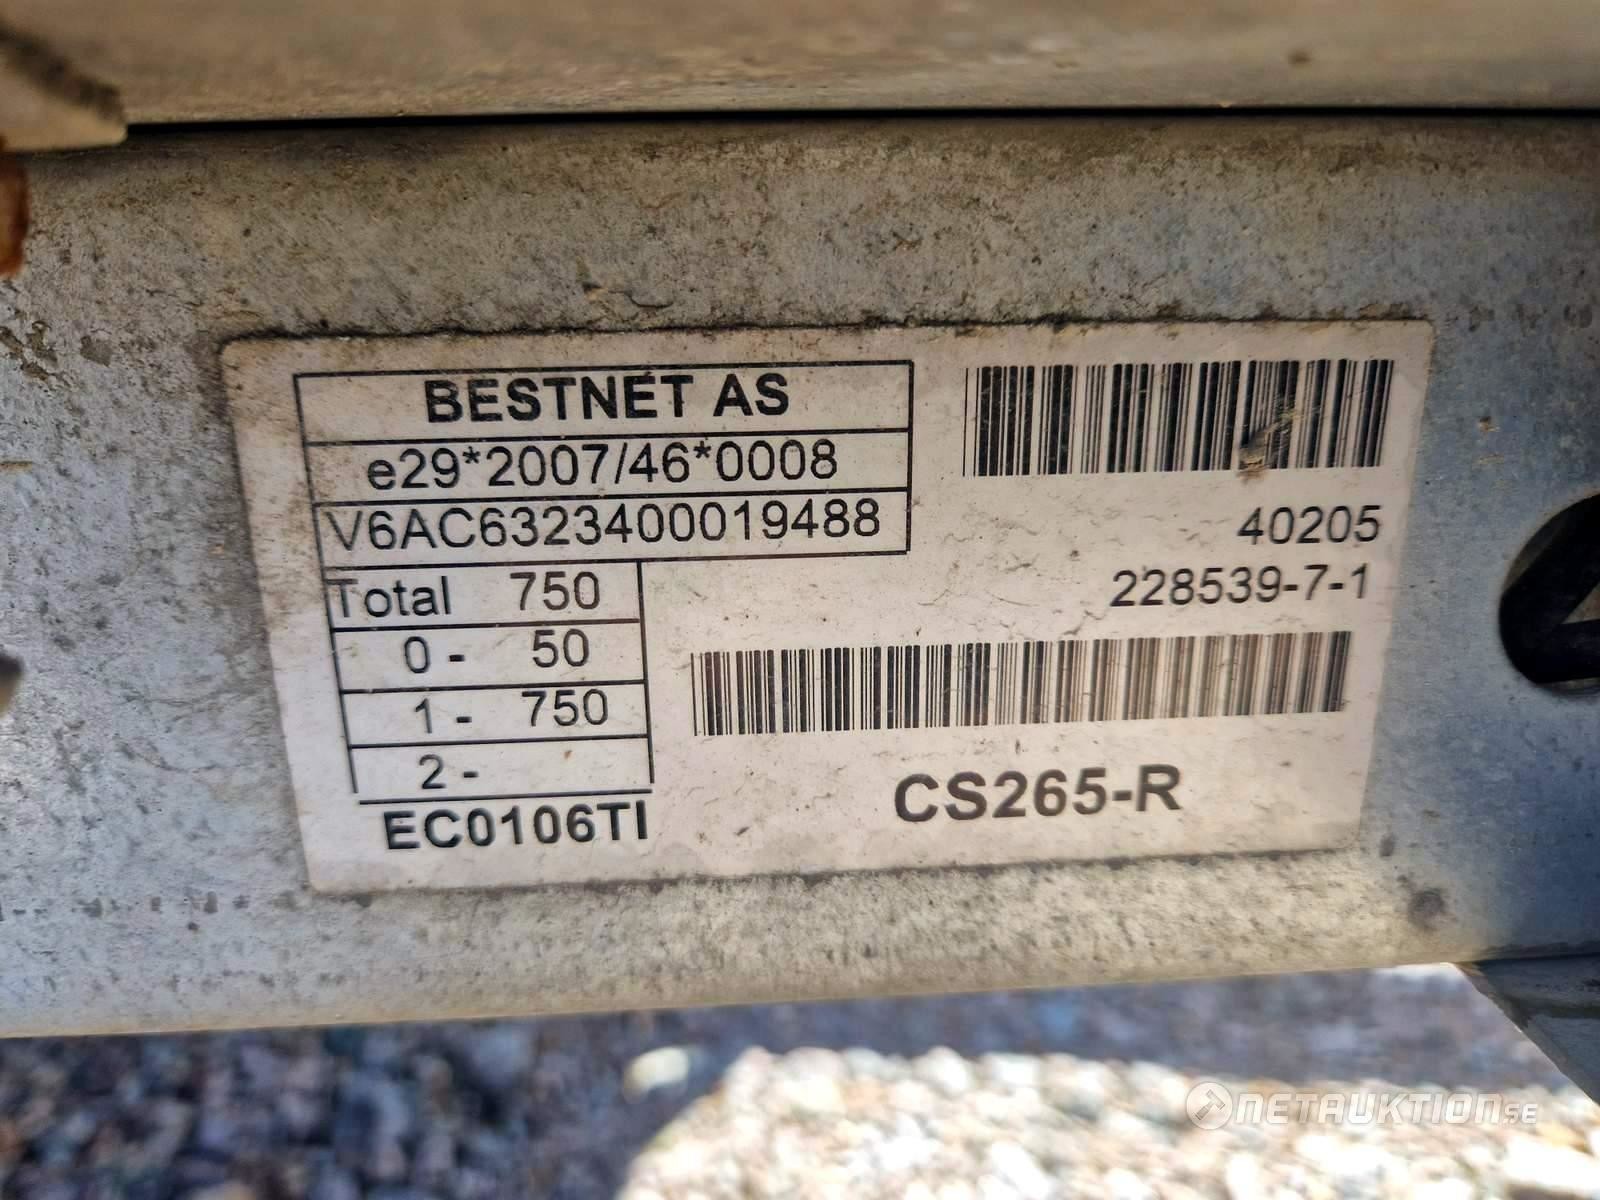 BESTNET AS
e29*2007/46*0008
V6AC6323400019488
Total 750
0 - 50
1 - 750
2 -
EC0106TI
40205
228539-7-1
CS265-R
NETAUKTION.SE